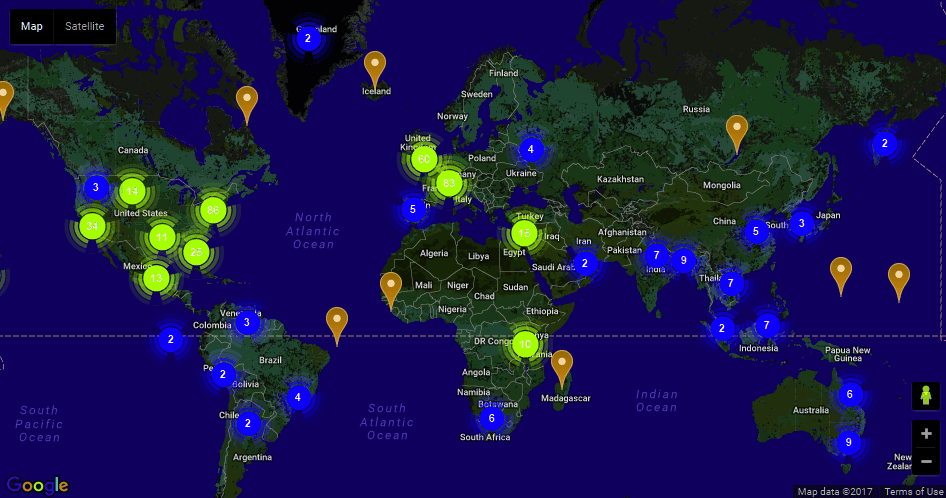 Map Satellite
2
Greenland
Iceland
Finland
Sweden
Norway
Russia
United
Kingdom
60
Poland
4
Ukraine
2
Canada
3
14
United States
66
34
11
25
Mexico
13
83
France
Italy
5
Kazakhstan
Mongolia
China
5
South
3
Japan
North
Atlantic
Ocean
Turkey
Iraq
Iran
Afghanistan
Pakistan
Algeria
Libya
Egypt
Saudi Arabia
2
7
India
9
Thailand
7
Mali
Niger
Chad
Sudan
Nigeria
Ethiopia
Venezuela
3
Colombia
2
2
7
Indonesia
Papua New
Guinea
DR Congo
10
Kenya
Tanzania
Brazil
Peru
2
Bolivia
4
Chile
2
Argentina
Angola
Namibia
Botswana
6
South Africa
Madagascar
Indian
Ocean
South
Pacific
Ocean
South
Atlantic
Ocean
Australia
6
9
New
Zealand
+
−
Google
Map data ©2017 Terms of Use